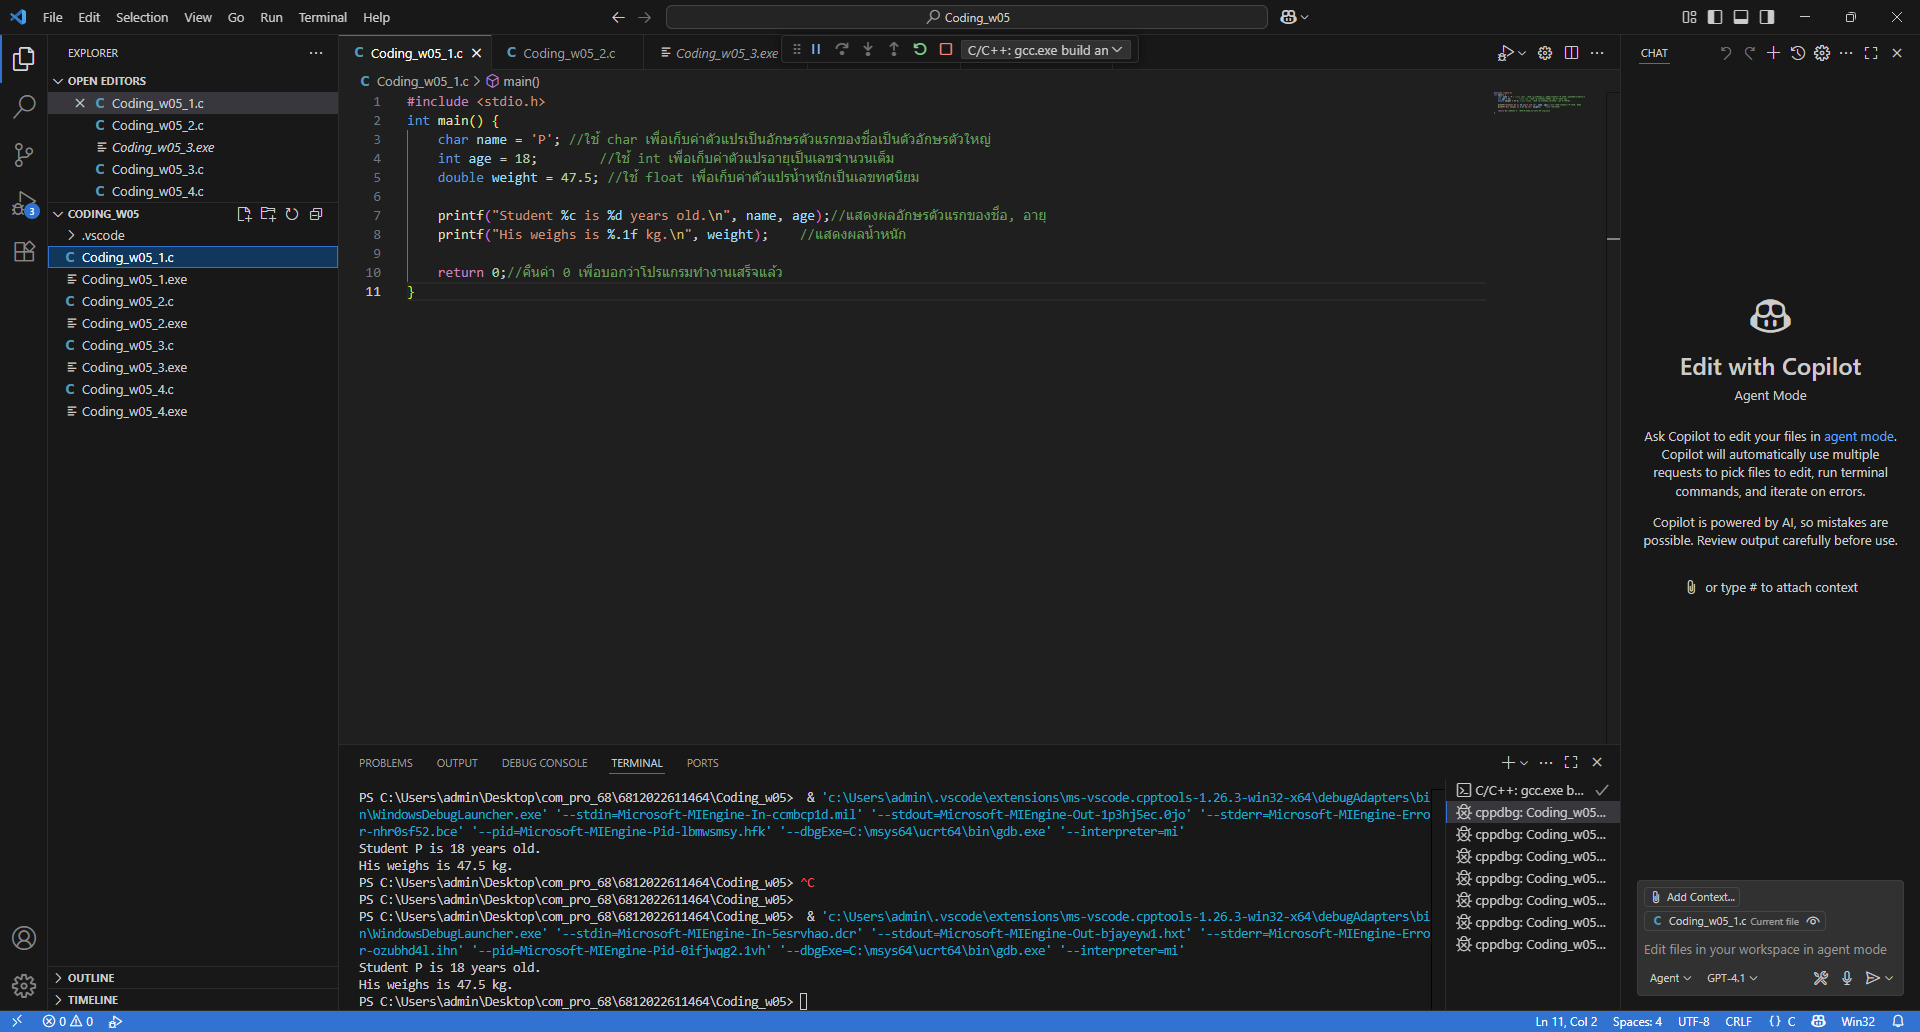 File Edit Selection View Go Run Terminal Help
Coding_w05
EXPLORER
OPEN EDITORS
Coding_w05_1.c
Coding_w05_2.c
Coding_w05_3.exe
Coding_w05_3.c
Coding_w05_4.c
CODING_W05
.vscode
Coding_w05_1.c
Coding_w05_1.exe
Coding_w05_2.c
Coding_w05_2.exe
Coding_w05_3.c
Coding_w05_3.exe
Coding_w05_4.c
Coding_w05_4.exe
OUTLINE
TIMELINE
3
Coding_w05_1.c Coding_w05_2.c Coding_w05_3.exe C/C++: gcc.exe build an
Coding_w05_1.c > main()
1 #include <stdio.h>
2 int main() {
3 char name = 'P'; //ใช้ char เพื่อเก็บค่าตัวแปรเป็นอักษรตัวแรกของชื่อเป็นตัวอักษรตัวใหญ่
4 int age = 18; //ใช้ int เพื่อเก็บค่าตัวแปรอายุเป็นเลขจำนวนเต็ม
5 double weight = 47.5; //ใช้ float เพื่อเก็บค่าตัวแปรน้ำหนักเป็นเลขทศนิยม
6
7 printf("Student %c is %d years old.\n", name, age);//แสดงผลอักษรตัวแรกของชื่อ, อายุ
8 printf("His weighs is %.1f kg.\n", weight); //แสดงผลน้ำหนัก
9
10 return 0;//คืนค่า 0 เพื่อบอกว่าโปรแกรมทำงานเสร็จแล้ว
11 }
PROBLEMS OUTPUT DEBUG CONSOLE TERMINAL PORTS
PS C:\Users\admin\Desktop\com_pro_68\6812022611464\Coding_w05> & 'c:\Users\admin\.vscode\extensions\ms-vscode.cpptools-1.26.3-win32-x64\debugAdapters\bi
n\WindowsDebugLauncher.exe' '--stdin=Microsoft-MIEngine-In-ccmbcp1d.mil' '--stdout=Microsoft-MIEngine-Out-1p3hj5ec.0jo' '--stderr=Microsoft-MIEngine-Erro
r-nhr0sf52.bce' '--pid=Microsoft-MIEngine-Pid-lbmwsmsy.hfk' '--dbgExe=C:\msys64\ucrt64\bin\gdb.exe' '--interpreter=mi'
Student P is 18 years old.
His weighs is 47.5 kg.
PS C:\Users\admin\Desktop\com_pro_68\6812022611464\Coding_w05> ^C
PS C:\Users\admin\Desktop\com_pro_68\6812022611464\Coding_w05>
PS C:\Users\admin\Desktop\com_pro_68\6812022611464\Coding_w05> & 'c:\Users\admin\.vscode\extensions\ms-vscode.cpptools-1.26.3-win32-x64\debugAdapters\bi
n\WindowsDebugLauncher.exe' '--stdin=Microsoft-MIEngine-In-5esrvhao.dcr' '--stdout=Microsoft-MIEngine-Out-bjayeyw1.hxt' '--stderr=Microsoft-MIEngine-Erro
r-ozubhd4l.ihn' '--pid=Microsoft-MIEngine-Pid-0ifjwqg2.1vh' '--dbgExe=C:\msys64\ucrt64\bin\gdb.exe' '--interpreter=mi'
Student P is 18 years old.
His weighs is 47.5 kg.
PS C:\Users\admin\Desktop\com_pro_68\6812022611464\Coding_w05>
C/C++: gcc.exe b...
cppdbg: Coding_w05...
cppdbg: Coding_w05...
cppdbg: Coding_w05...
cppdbg: Coding_w05...
cppdbg: Coding_w05...
cppdbg: Coding_w05...
cppdbg: Coding_w05...
CHAT
Edit with Copilot
Agent Mode
Ask Copilot to edit your files in agent mode.
Copilot will automatically use multiple
requests to pick files to edit, run terminal
commands, and iterate on errors.
Copilot is powered by AI, so mistakes are
possible. Review output carefully before use.
or type # to attach context
Add Context...
Coding_w05_1.c Current file
Edit files in your workspace in agent mode
Agent GPT-4.1
0 0 Ln 11, Col 2 Spaces: 4 UTF-8 CRLF {} C Win32